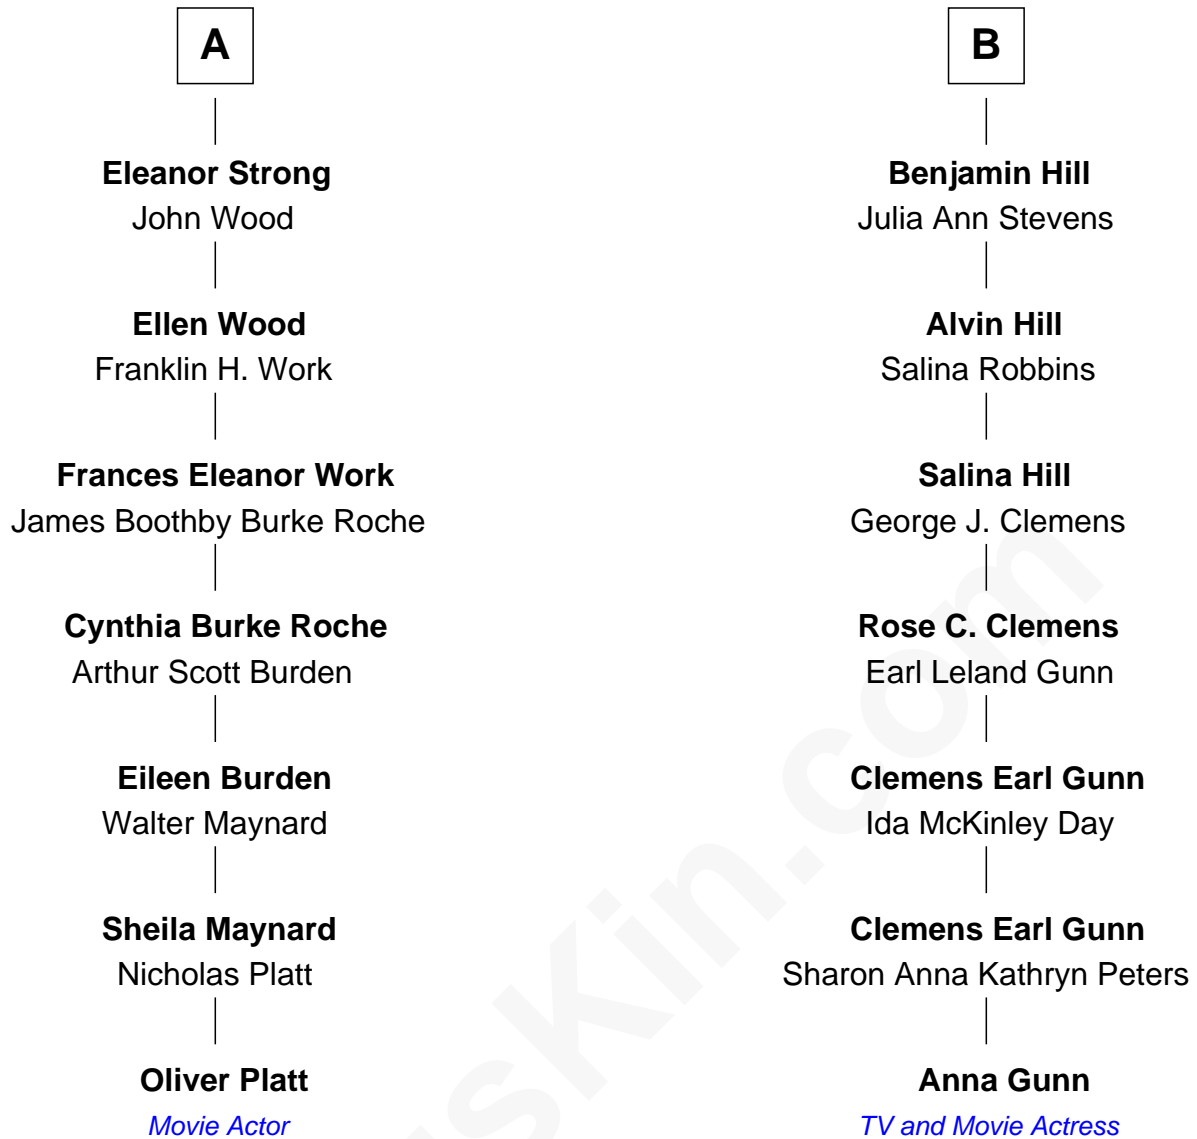 A
Eleanor Strong
John Wood
Ellen Wood
Franklin H. Work
Frances Eleanor Work
James Boothby Burke Roche
Cynthia Burke Roche
Arthur Scott Burden
Eileen Burden
Walter Maynard
Sheila Maynard
Nicholas Platt
Oliver Platt
Movie Actor
B
Benjamin Hill
Julia Ann Stevens
Alvin Hill
Salina Robbins
Salina Hill
George J. Clemens
Rose C. Clemens
Earl Leland Gunn
Clemens Earl Gunn
Ida McKinley Day
Clemens Earl Gunn
Sharon Anna Kathryn Peters
Anna Gunn
TV and Movie Actress